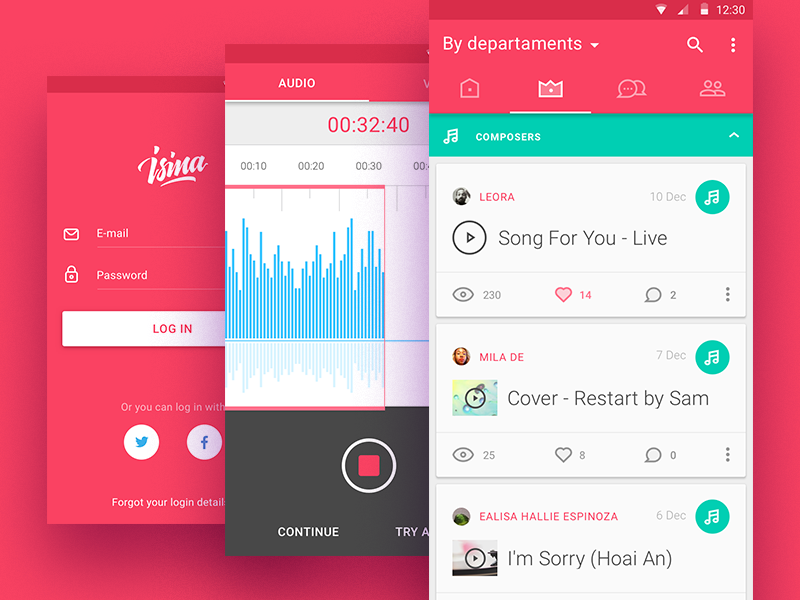 isina
E-mail
Password
LOG IN
Or you can log in with
Forgot your login details
AUDIO
00:32:40
00:10 00:20 00:30
CONTINUE
TRY
12:30
By departaments
COMPOSERS
LEORA 10 Dec
Song For You - Live
230 14 2
MILA DE 7 Dec
Cover - Restart by Sam
25 8 0
EALISA HALLIE ESPINOZA 6 Dec
I'm Sorry (Hoai An)